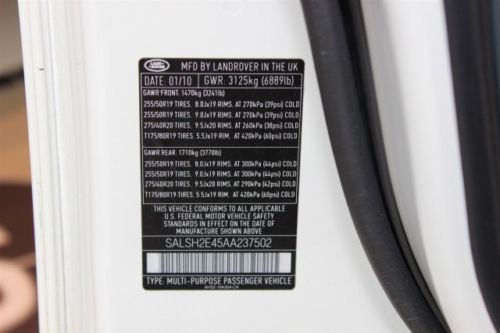 LAND ROVER
MFD BY LANDROVER IN THE UK
DATE: 01/10 GWR: 3125kg (6889lb)
GAWR FRONT: 1470kg (3241lb)
255/50R19 TIRES. 8.0Jx19 RIMS. AT 270kPa (39psi) COLD
255/50R19 TIRES. 9.0Jx19 RIMS. AT 270kPa (39psi) COLD
275/40R20 TIRES. 9.5Jx20 RIMS. AT 260kPa (38psi) COLD
T175/80R19 TIRES. 5.5Jx19 RIM. AT 420kPa (60psi) COLD
GAWR REAR: 1710kg (3770lb)
255/50R19 TIRES. 8.0Jx19 RIMS. AT 300kPa (44psi) COLD
255/50R19 TIRES. 9.0Jx19 RIMS. AT 300kPa (44psi) COLD
275/40R20 TIRES. 9.5Jx20 RIMS. AT 290kPa (42psi) COLD
T175/80R19 TIRES. 5.5Jx19 RIM. AT 420kPa (60psi) COLD
THIS VEHICLE CONFORMS TO ALL APPLICABLE
U.S. FEDERAL MOTOR VEHICLE SAFETY
STANDARDS IN EFFECT ON THE DATE OF
MANUFACTURE SHOWN ABOVE
SALSH2E45AA237502
TYPE: MULTI-PURPOSE PASSENGER VEHICLE